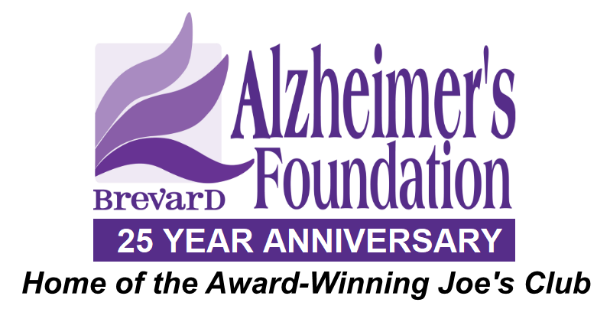 Alzheimer's
Foundation
BrevarD
25 YEAR ANNIVERSARY
Home of the Award-Winning Joe's Club